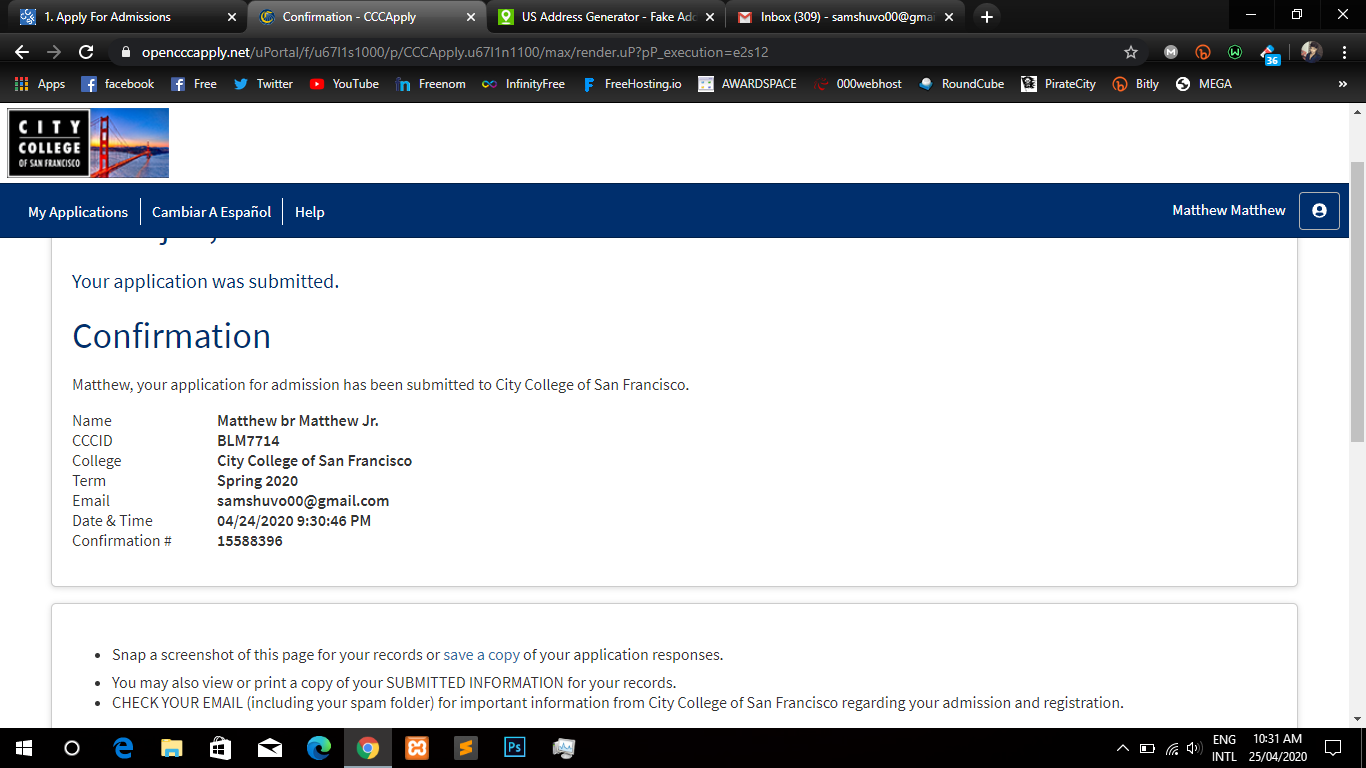 1. Apply For Admissions
Confirmation - CCCApply
US Address Generator - Fake Add
Inbox (309) - samshuvo00@gmai
opencccapply.net/uPortal/f/u67l1s1000/p/CCCApply.u67l1n1100/max/render.uP?pP_execution=e2s12
36
Apps
facebook
Free
Twitter
YouTube
Freenom
InfinityFree
FreeHosting.io
AWARDSPACE
000webhost
RoundCube
PirateCity
Bitly
MEGA
»
CITY
COLLEGE
OF SAN FRANCISCO
My Applications
Cambiar A Español
Help
Matthew Matthew
Your application was submitted.
Confirmation
Matthew, your application for admission has been submitted to City College of San Francisco.
Name Matthew br Matthew Jr.
CCCID BLM7714
College City College of San Francisco
Term Spring 2020
Email samshuvo00@gmail.com
Date & Time 04/24/2020 9:30:46 PM
Confirmation # 15588396
• Snap a screenshot of this page for your records or save a copy of your application responses.
• You may also view or print a copy of your SUBMITTED INFORMATION for your records.
• CHECK YOUR EMAIL (including your spam folder) for important information from City College of San Francisco regarding your admission and registration.
Ps
ENG
INTL
10:31 AM
25/04/2020